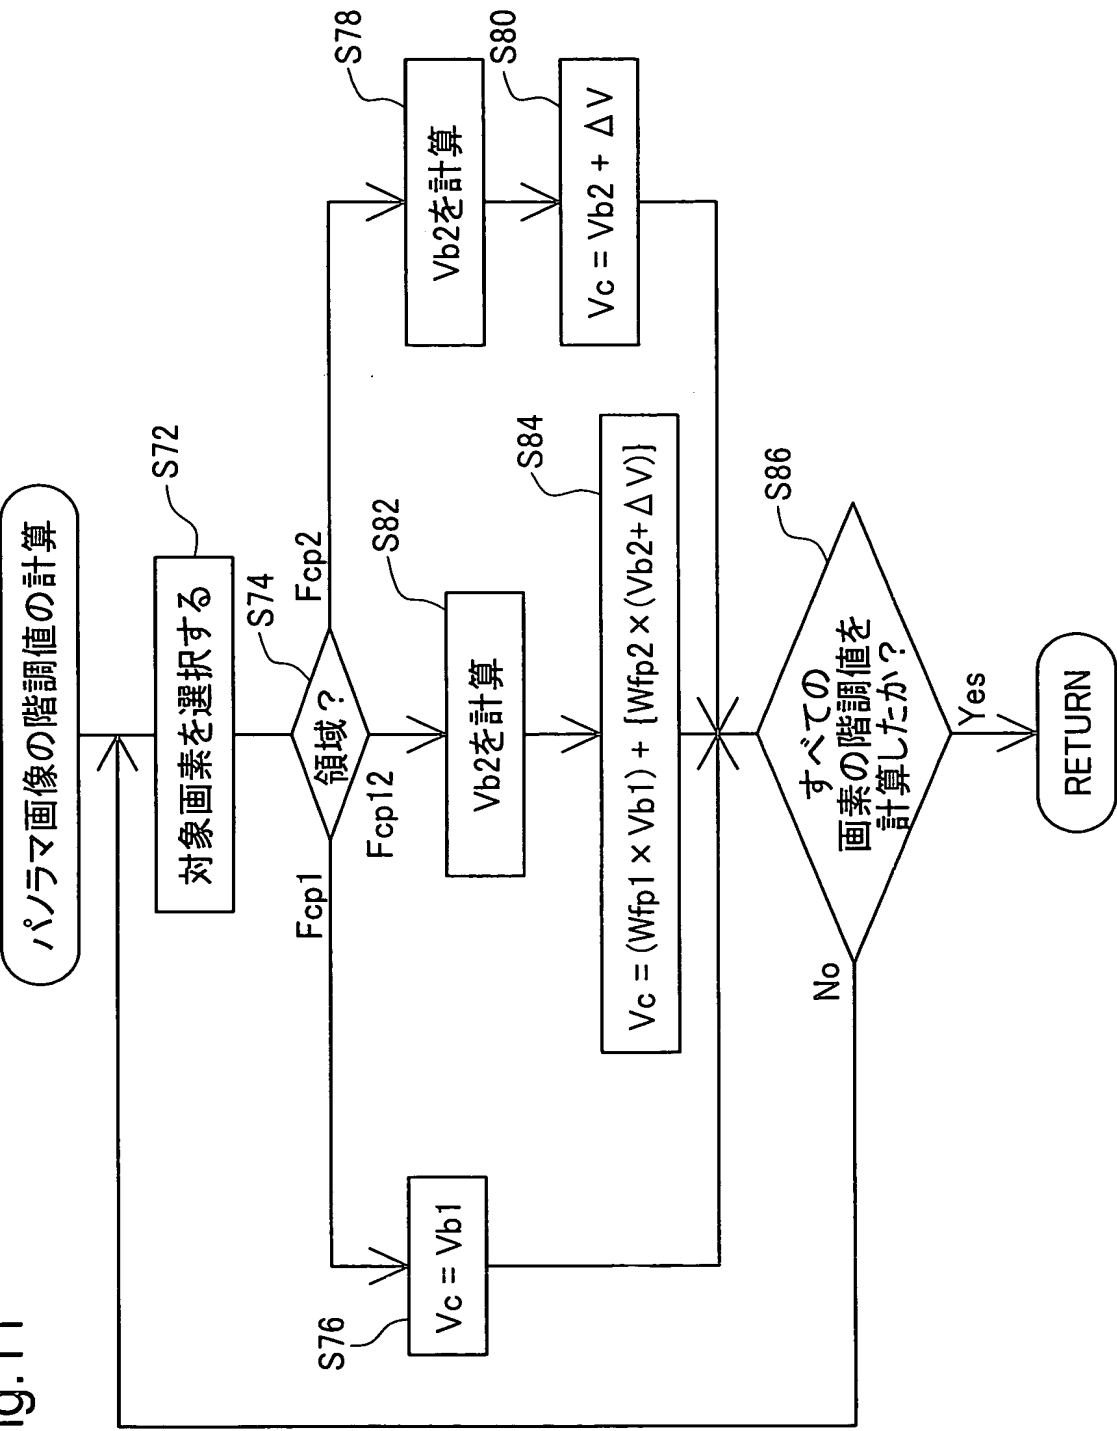 ig.11
パノラマ画像の階調値の計算
対象画素を選択する
S72
領域？
S74
Fcp1
Fcp12
Fcp2
Vc = Vb1
S76
Vb2を計算
S82
Vc = (Wfp1 × Vb1) + {Wfp2 × (Vb2+ΔV)}
S84
Vb2を計算
S78
Vc = Vb2 + ΔV
S80
すべての
画素の階調値を
計算したか？
S86
No
Yes
RETURN